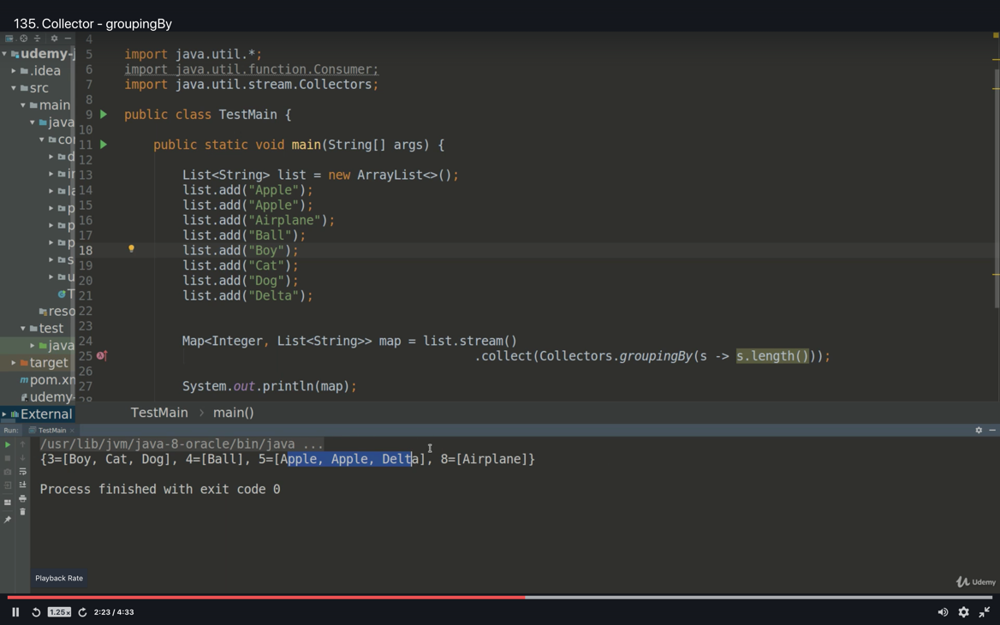 135. Collector - groupingBy
udemy-j
.idea
src
main
java
co
d
in
la
p
p
p
s
u
T
reso
test
java
target
pom.xn
udemy-
External
4
5 import java.util.*;
6 import java.util.function.Consumer;
7 import java.util.stream.Collectors;
8
9 public class TestMain {
10
11 public static void main(String[] args) {
12
13 List<String> list = new ArrayList<>();
14 list.add("Apple");
15 list.add("Apple");
16 list.add("Airplane");
17 list.add("Ball");
18 list.add("Boy");
19 list.add("Cat");
20 list.add("Dog");
21 list.add("Delta");
22
23
24 Map<Integer, List<String>> map = list.stream()
25 .collect(Collectors.groupingBy(s -> s.length()));
26
27 System.out.println(map);
28
TestMain > main()
Run: TestMain ×
/usr/lib/jvm/java-8-oracle/bin/java ...
{3=[Boy, Cat, Dog], 4=[Ball], 5=[Apple, Apple, Delta], 8=[Airplane]}
Process finished with exit code 0
Playback Rate
Udemy
1.25x 2:23 / 4:33